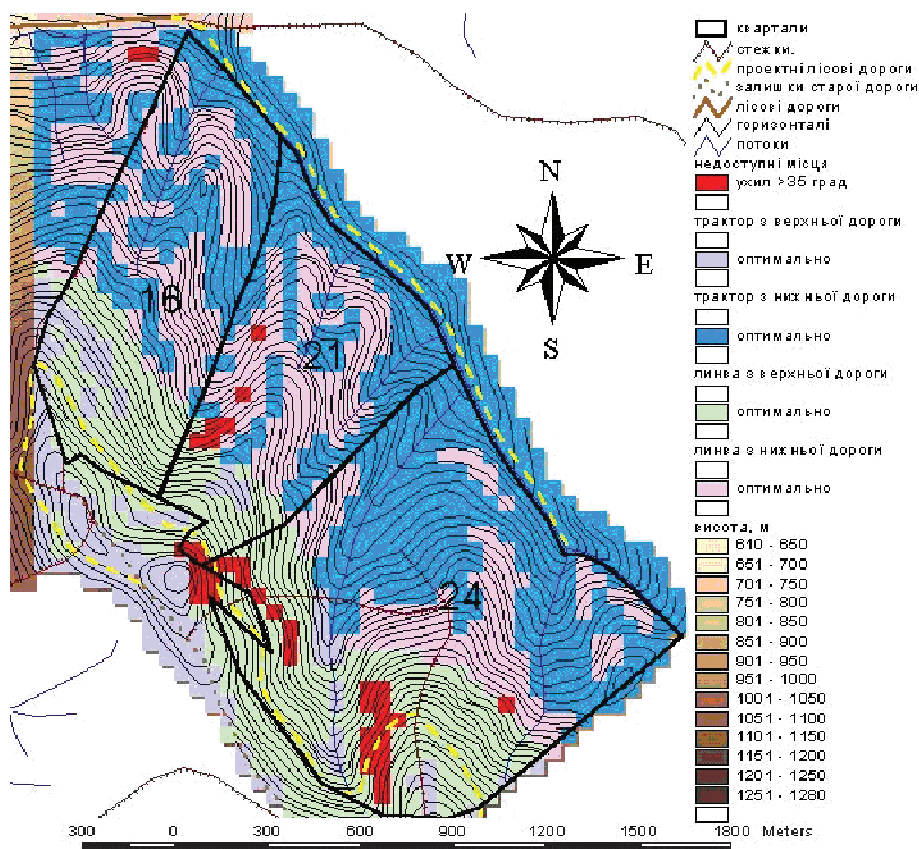 свартали
стежки.
проектні лісові дороги
залишки старої дороги
лісові дороги
горизонталі
потоки
недоступні місця
ухил >35 град
трактор з верхньої дороги
оптимально
трактор з нижньої дороги
оптимально
линва з верхньої дороги
оптимально
линва з нижньої дороги
оптимально
висота, м
610 - 650
651 - 700
701 - 750
751 - 800
801 - 850
851 - 900
901 - 950
951 - 1000
1001 - 1050
1051 - 1100
1101 - 1150
1151 - 1200
1201 - 1250
1251 - 1280
N
W E
S
16
21
24
300 0 300 600 900 1200 1500 1800 Meters